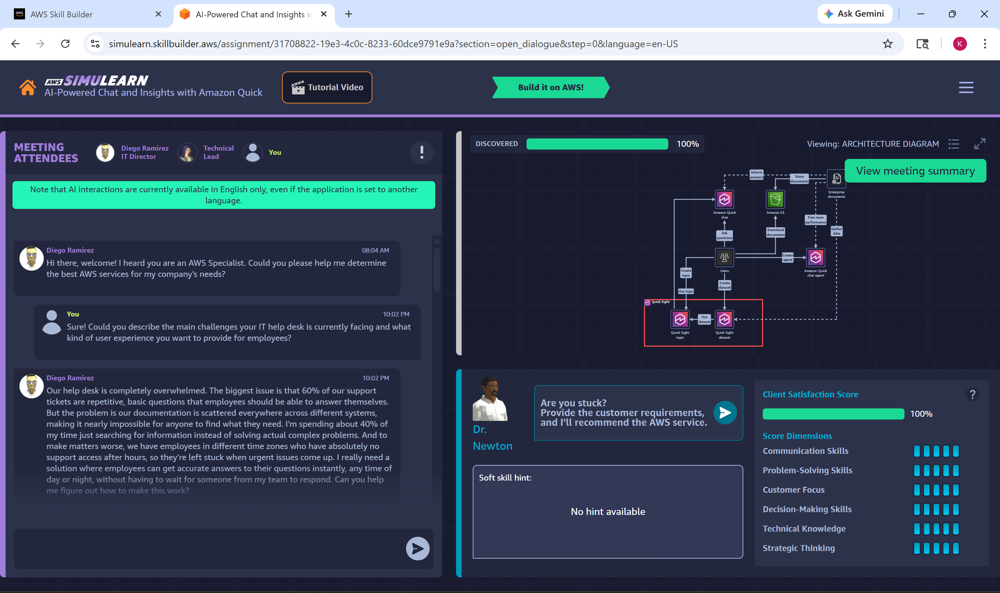 aws
AWS Skill Builder
AI-Powered Chat and Insights w
Ask Gemini
simulearn.skillbuilder.aws/assignment/31708822-19e3-4c0c-8233-60dce9791e9a?section=open_dialogue&step=0&language=en-US
K
AWS SIMULEARN
AI-Powered Chat and Insights with Amazon Quick
Tutorial Video
Build it on AWS!
MEETING
ATTENDEES
Diego Ramirez
IT Director
Technical
Lead
You
!
Note that AI interactions are currently available in English only, even if the application is set to another
language.
Diego Ramirez
08:04 AM
Hi there, welcome! I heard you are an AWS Specialist. Could you please help me determine
the best AWS services for my company's needs?
You
10:02 PM
Sure! Could you describe the main challenges your IT help desk is currently facing and what
kind of user experience you want to provide for employees?
Diego Ramirez
10:02 PM
Our help desk is completely overwhelmed. The biggest issue is that 60% of our support
tickets are repetitive, basic questions that employees should be able to answer themselves.
But the problem is our documentation is scattered everywhere across different systems,
making it nearly impossible for anyone to find what they need. I'm spending about 40% of
my time just searching for information instead of solving actual complex problems. And to
make matters worse, we have employees in different time zones who have absolutely no
support access after hours, so they're left stuck when urgent issues come up. I really need a
solution where employees can get accurate answers to their questions instantly, any time of
day or night, without having to wait for someone from my team to respond. Can you help
me figure out how to make this work?
DISCOVERED
100%
Viewing: ARCHITECTURE DIAGRAM
View meeting summary
Inform
answers
Store
documents
Enterprise
documents
Amazon Quick
chat
Amazon S3
Fine-tune
performance
Gather
data
Ask
questions
Download
documents
Create
agent
Users
Amazon Quick
chat agent
Create
topic
Create
dataset
Use topic
Quick Sight
Use
dataset
Quick Sight
topic
Quick Sight
dataset
Dr.
Newton
Are you stuck?
Provide the customer requirements,
and I'll recommend the AWS service.
Soft skill hint:
No hint available
Client Satisfaction Score
?
100%
Score Dimensions
Communication Skills
Problem-Solving Skills
Customer Focus
Decision-Making Skills
Technical Knowledge
Strategic Thinking